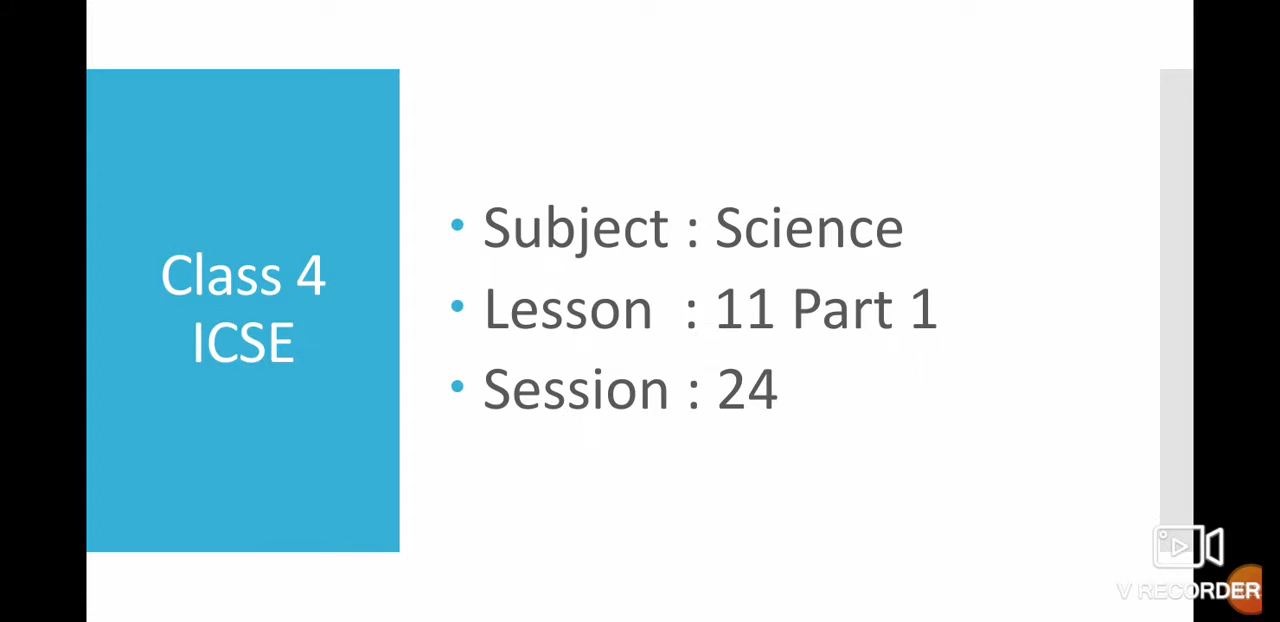 Class 4
ICSE
• Subject : Science
• Lesson : 11 Part 1
• Session : 24
V RECORDER